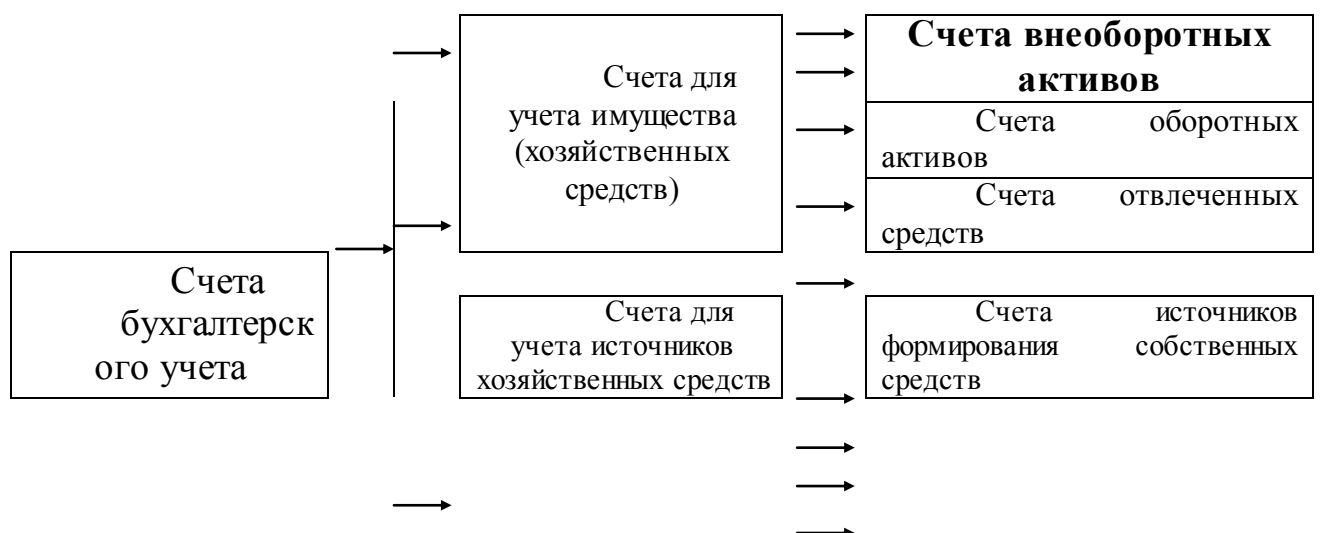 Счета
бухгалтерск
ого учета
Счета для
учета имущества
(хозяйственных
средств)
Счета для
учета источников
хозяйственных средств
Счета внеоборотных
активов
Счета оборотных
активов
Счета отвлеченных
средств
Счета источников
формирования собственных
средств